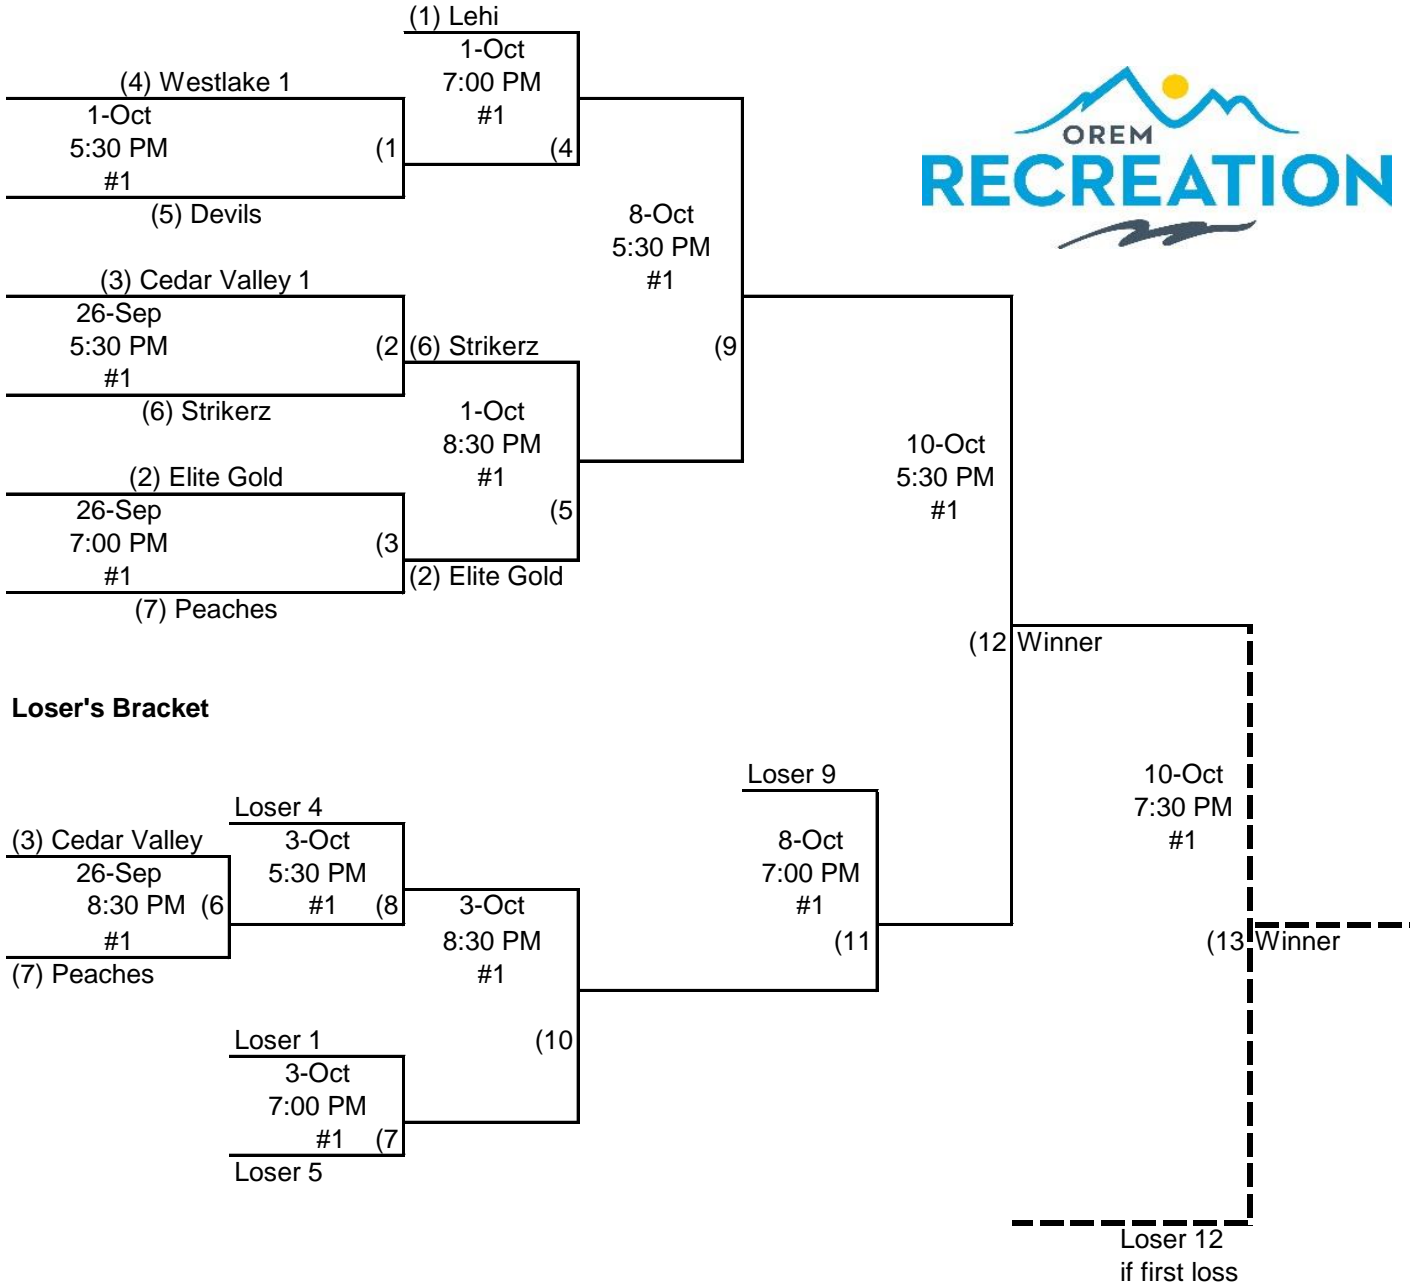 (1) Lehi
1-Oct
7:00 PM
#1
(4
(4) Westlake 1
1-Oct
5:30 PM
(1
#1
(5) Devils
OREM
RECREATION
8-Oct
5:30 PM
#1
(9
(3) Cedar Valley 1
26-Sep
5:30 PM
(2
#1
(6) Strikerz
(6) Strikerz
1-Oct
8:30 PM
#1
(5
(2) Elite Gold
(2) Elite Gold
26-Sep
7:00 PM
(3
#1
(7) Peaches
10-Oct
5:30 PM
#1
(12
Winner
Loser's Bracket
Loser 4
3-Oct
5:30 PM
#1 (8
(3) Cedar Valley
26-Sep
8:30 PM (6
#1
(7) Peaches
3-Oct
8:30 PM
#1
(10
Loser 1
3-Oct
7:00 PM
#1 (7
Loser 5
Loser 9
8-Oct
7:00 PM
#1
(11
10-Oct
7:30 PM
#1
(13
Winner
Loser 12
if first loss